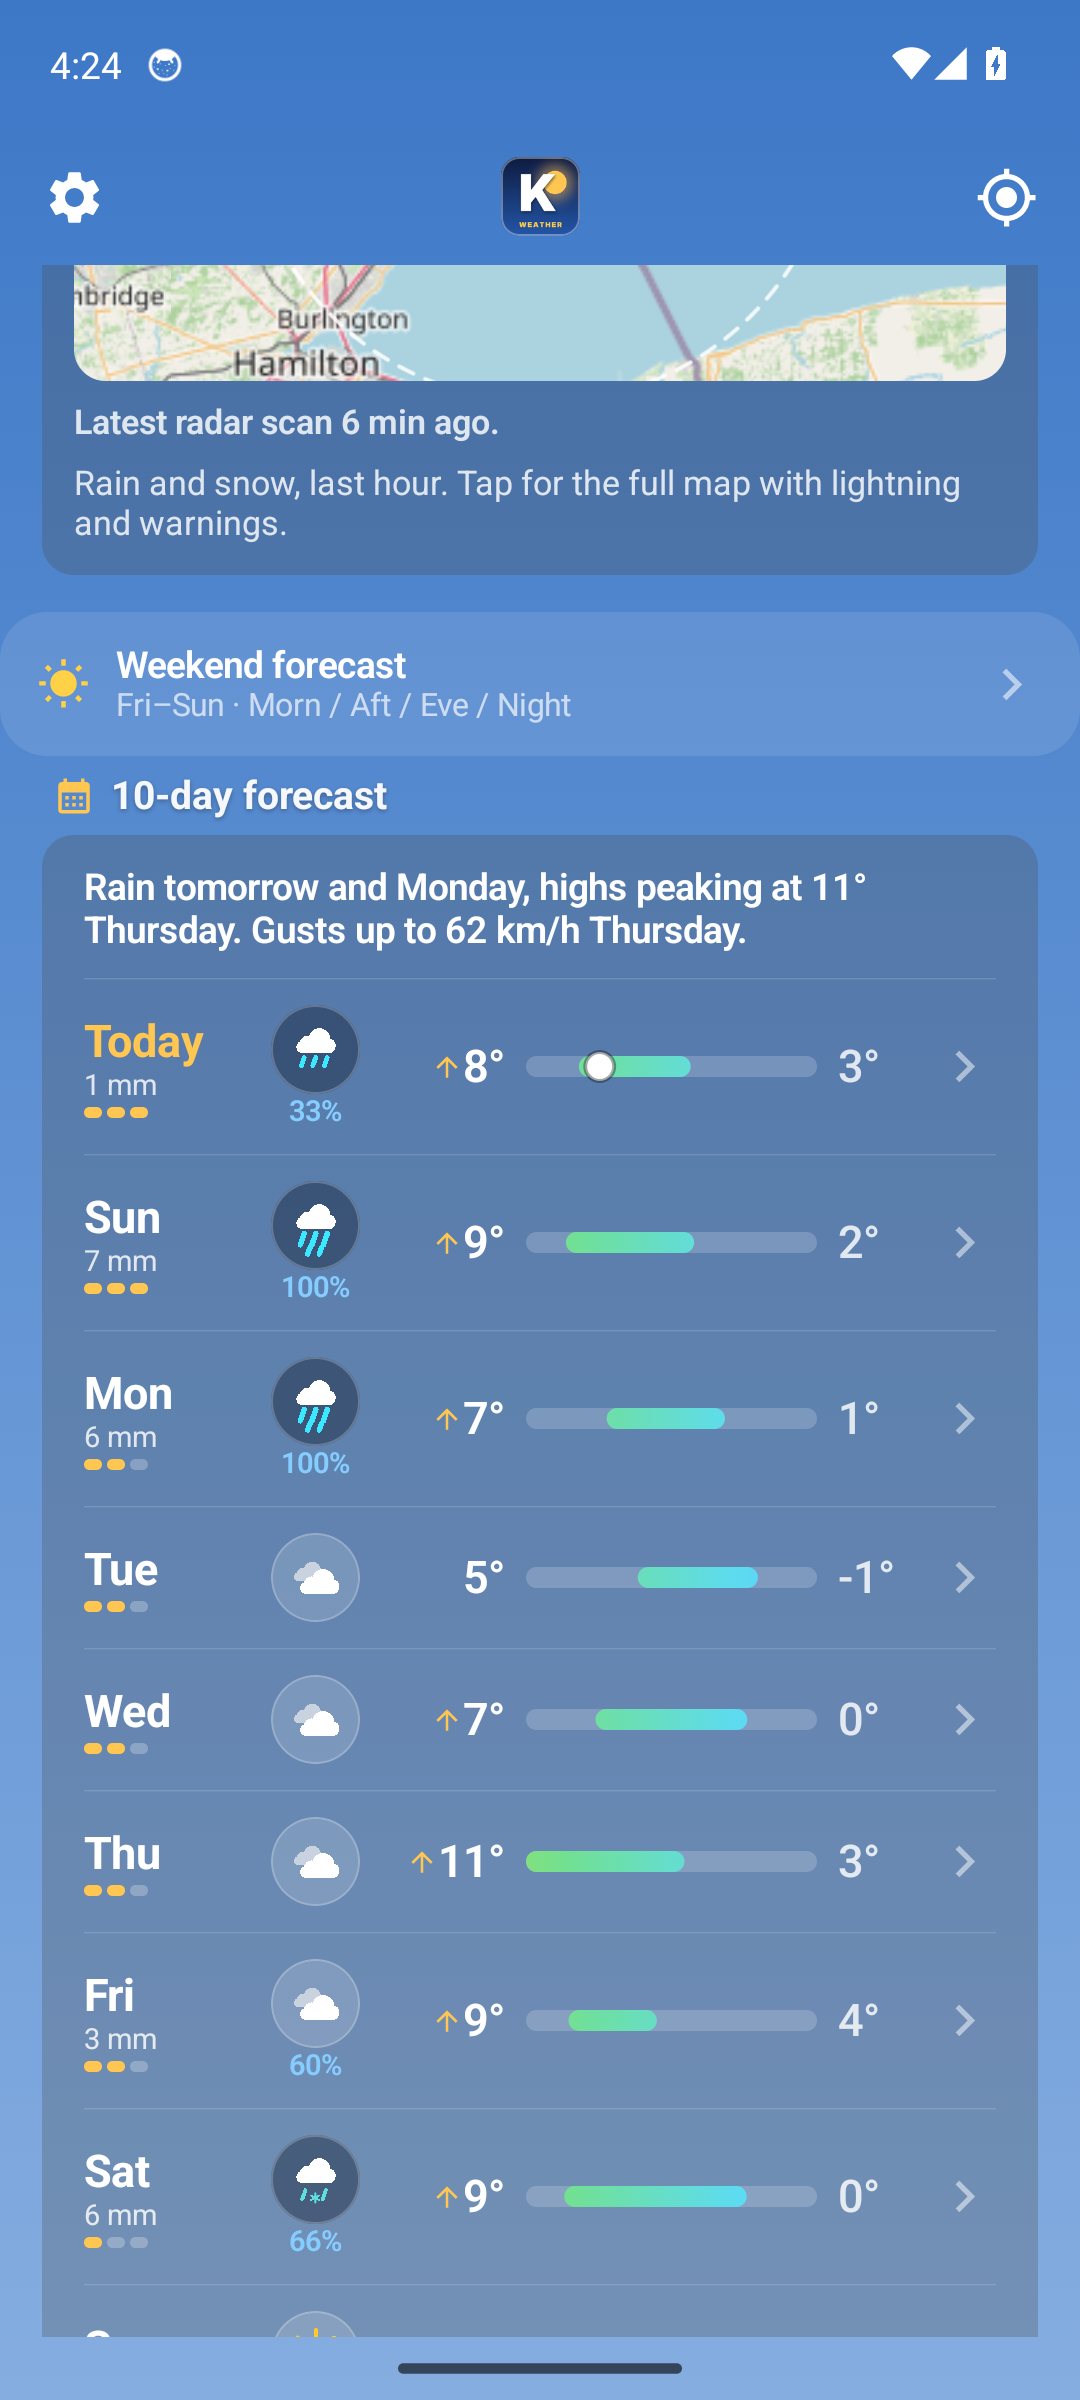 4:24
K
WEATHER
nbridge
Burlington
Hamilton
Latest radar scan 6 min ago.
Rain and snow, last hour. Tap for the full map with lightning
and warnings.
Weekend forecast
Fri–Sun · Morn / Aft / Eve / Night
10-day forecast
Rain tomorrow and Monday, highs peaking at 11°
Thursday. Gusts up to 62 km/h Thursday.
Today
1 mm
33%
↑8°
3°
Sun
7 mm
100%
↑9°
2°
Mon
6 mm
100%
↑7°
1°
Tue
5°
-1°
Wed
↑7°
0°
Thu
↑11°
3°
Fri
3 mm
60%
↑9°
4°
Sat
6 mm
66%
↑9°
0°